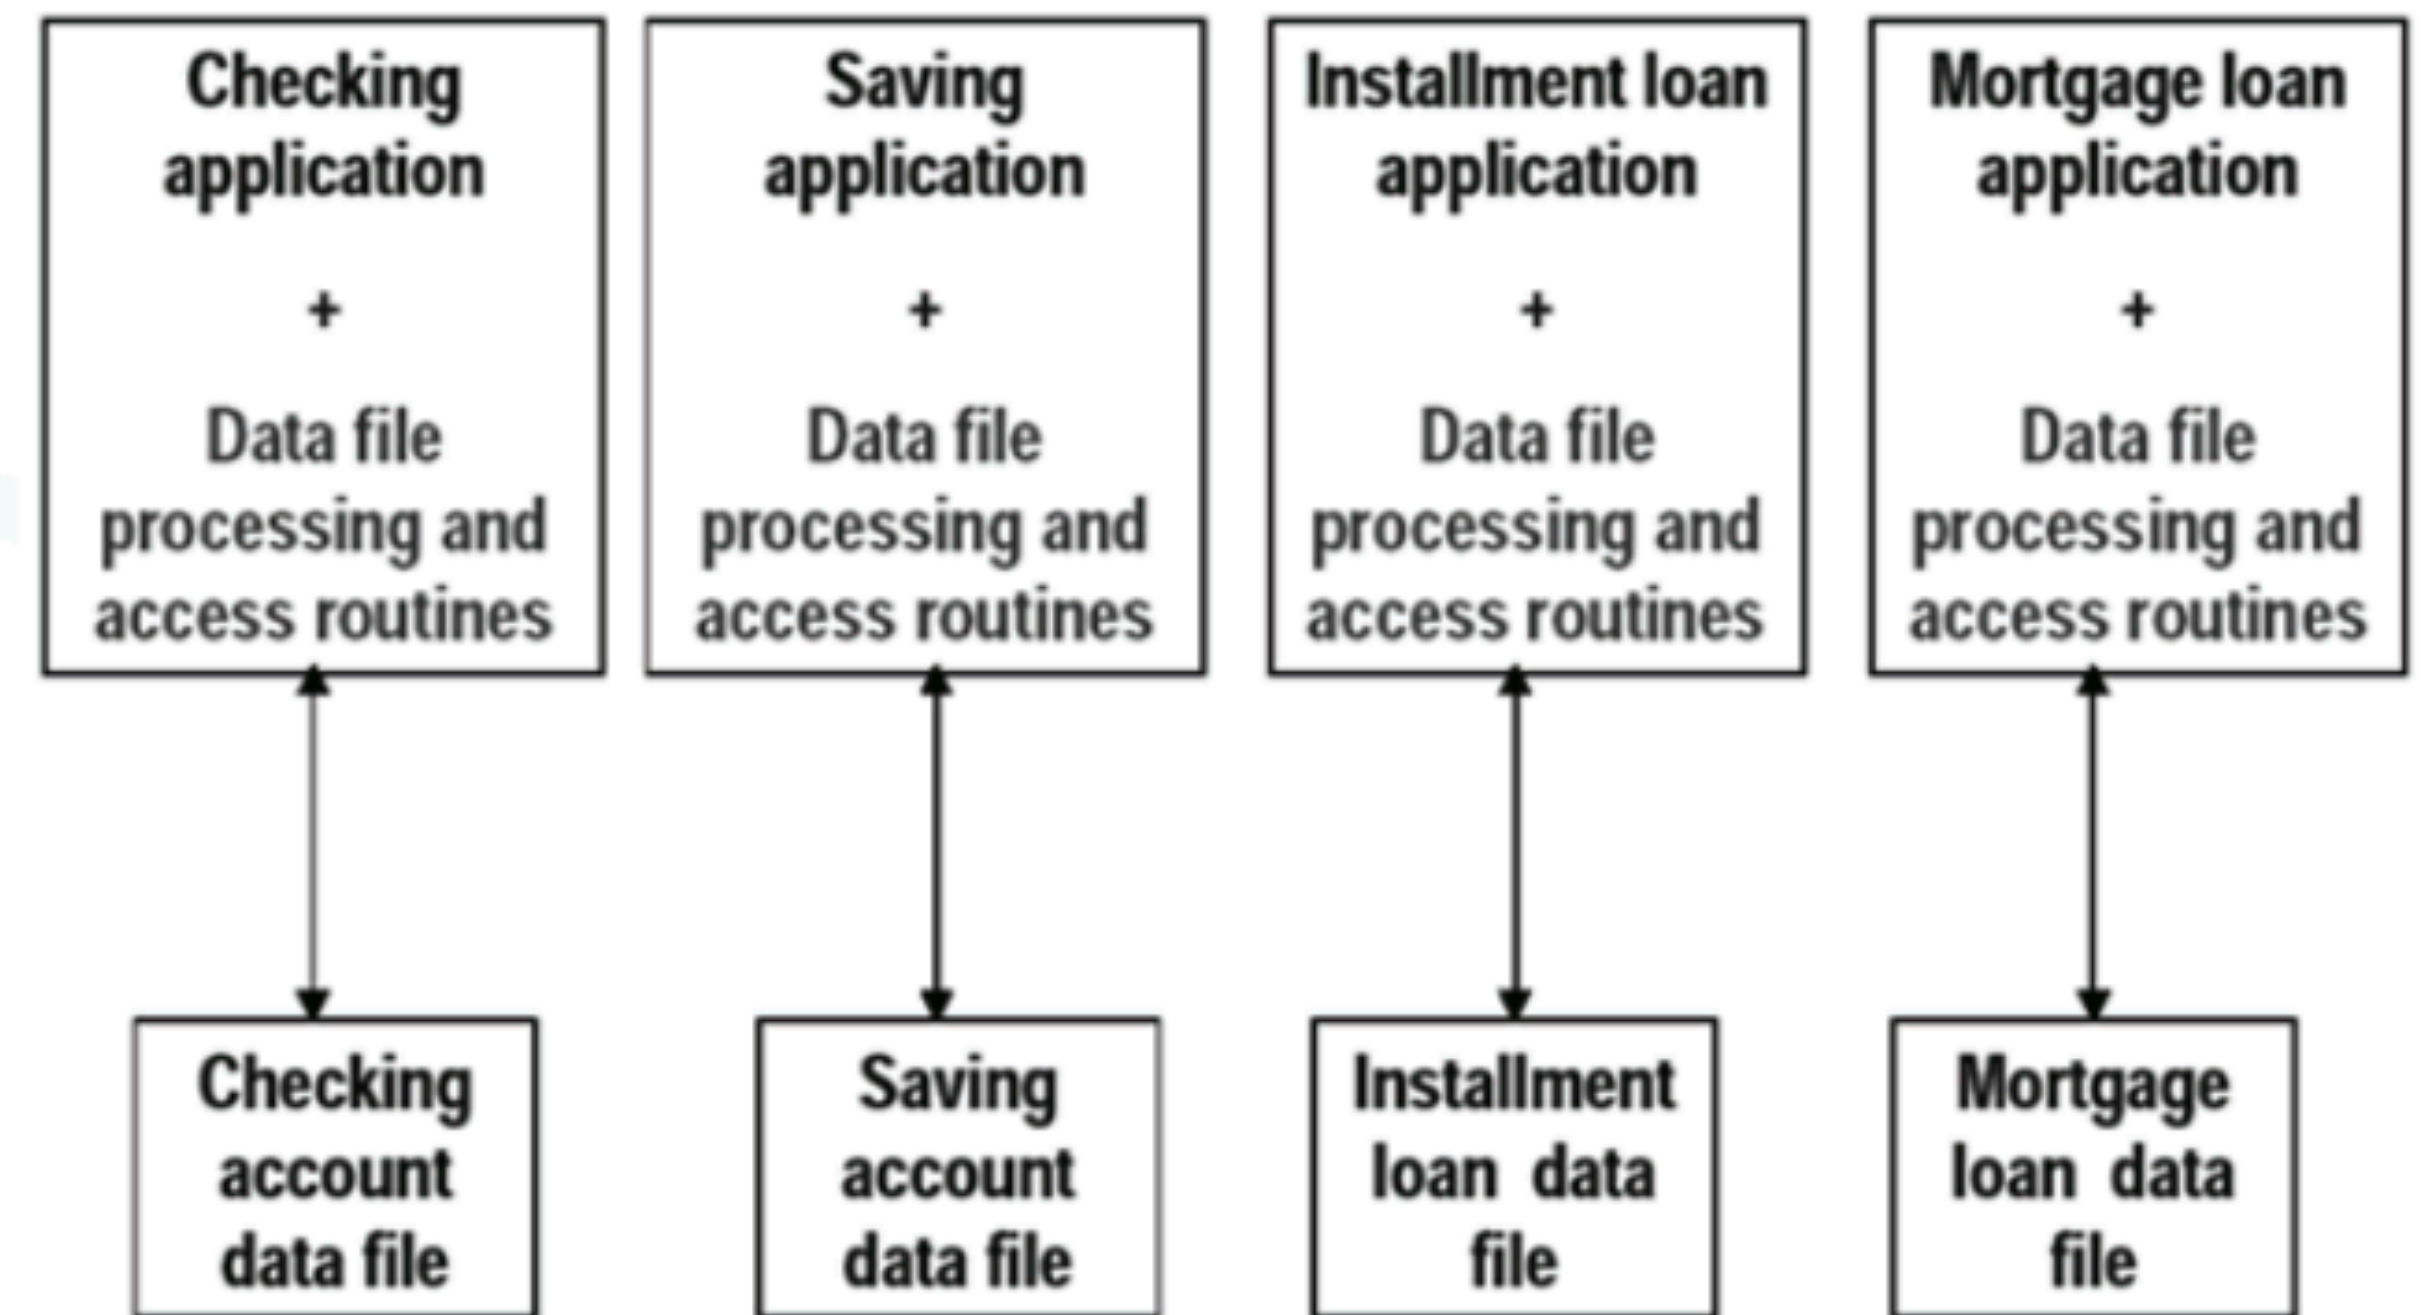 Checking
application
+
Data file
processing and
access routines
Saving
application
+
Data file
processing and
access routines
Installment loan
application
+
Data file
processing and
access routines
Mortgage loan
application
+
Data file
processing and
access routines
Checking
account
data file
Saving
account
data file
Installment
loan data
file
Mortgage
loan data
file